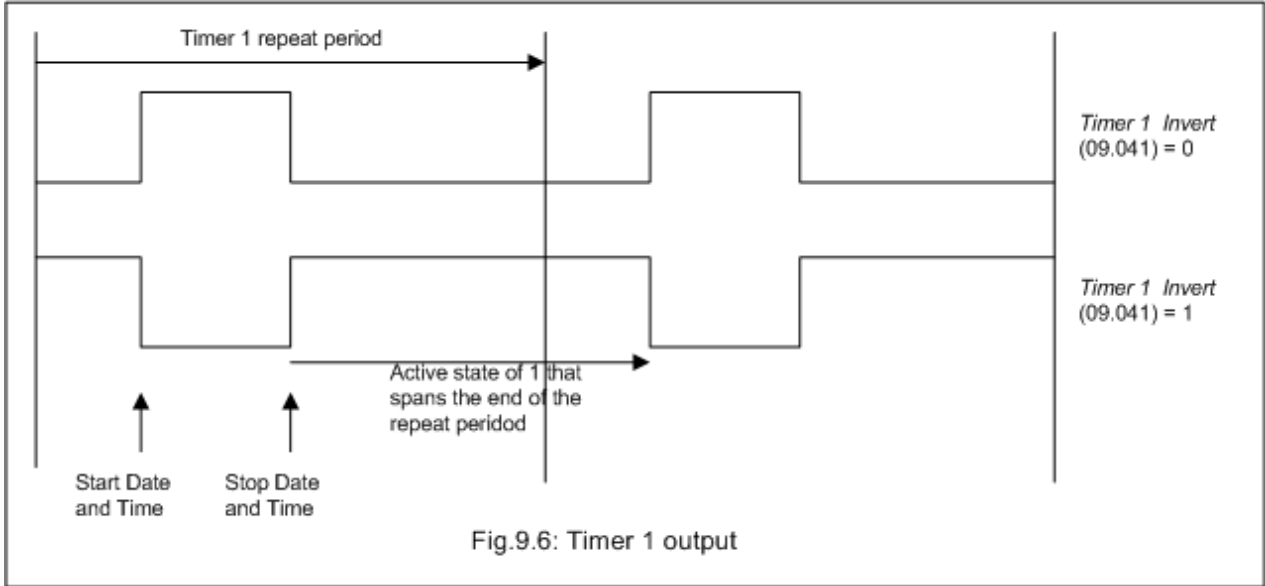 Timer 1 repeat period
Timer 1 Invert
(09.041) = 0
Timer 1 Invert
(09.041) = 1
Active state of 1 that
spans the end of the
repeat peridod
Start Date
and Time
Stop Date
and Time
Fig.9.6: Timer 1 output